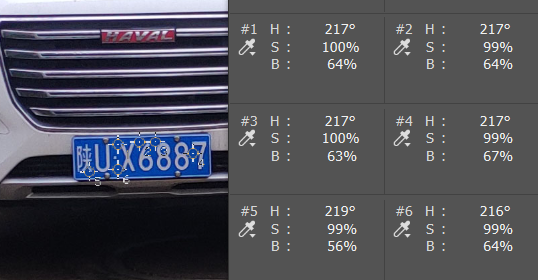 HAVAL
陕U·X6887
#1 H : 217°
S : 100%
B : 64%
#2 H : 217°
S : 99%
B : 64%
#3 H : 217°
S : 100%
B : 63%
#4 H : 217°
S : 99%
B : 67%
#5 H : 219°
S : 99%
B : 56%
#6 H : 216°
S : 99%
B : 64%